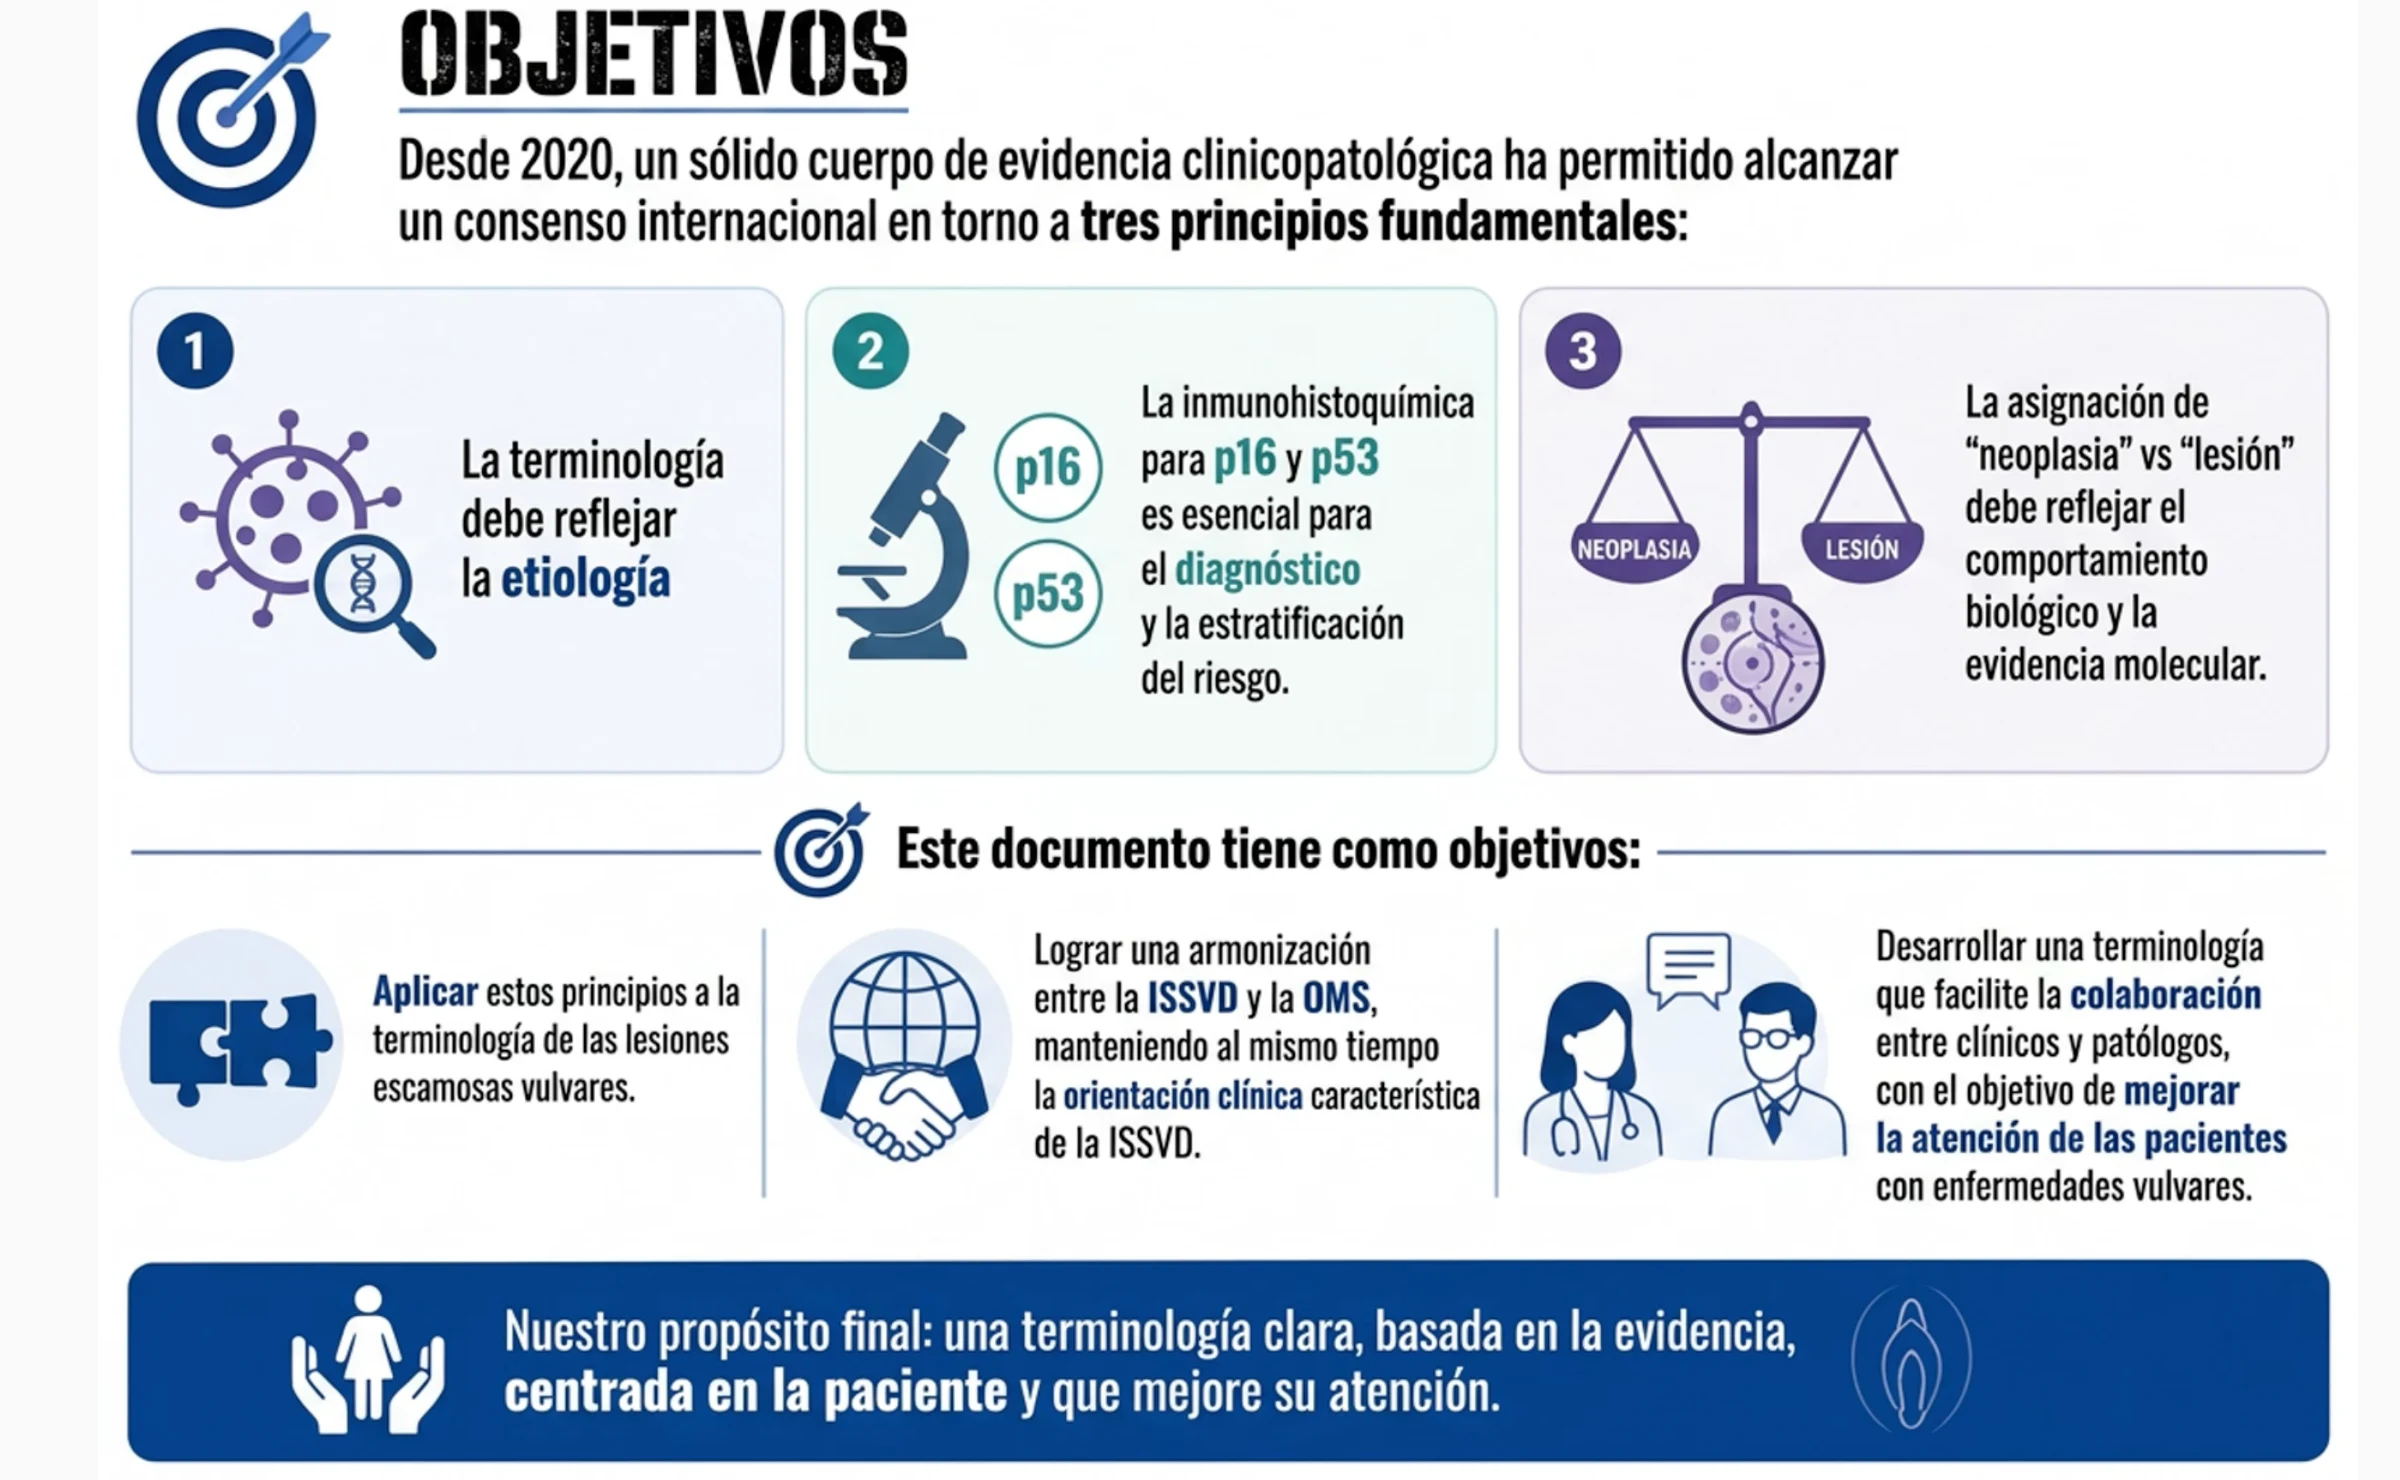 OBJETIVOS
Desde 2020, un sólido cuerpo de evidencia clinicopatológica ha permitido alcanzar
un consenso internacional en torno a tres principios fundamentales:
1
La terminología
debe reflejar
la etiología
2
p16
p53
La inmunohistoquímica
para p16 y p53
es esencial para
el diagnóstico
y la estratificación
del riesgo.
3
NEOPLASIA
LESIÓN
La asignación de
“neoplasia” vs “lesión”
debe reflejar el
comportamiento
biológico y la
evidencia molecular.
Este documento tiene como objetivos:
Aplicar estos principios a la
terminología de las lesiones
escamosas vulvares.
Lograr una armonización
entre la ISSVD y la OMS,
manteniendo al mismo tiempo
la orientación clínica característica
de la ISSVD.
Desarrollar una terminología
que facilite la colaboración
entre clínicos y patólogos,
con el objetivo de mejorar
la atención de las pacientes
con enfermedades vulvares.
Nuestro propósito final: una terminología clara, basada en la evidencia,
centrada en la paciente y que mejore su atención.